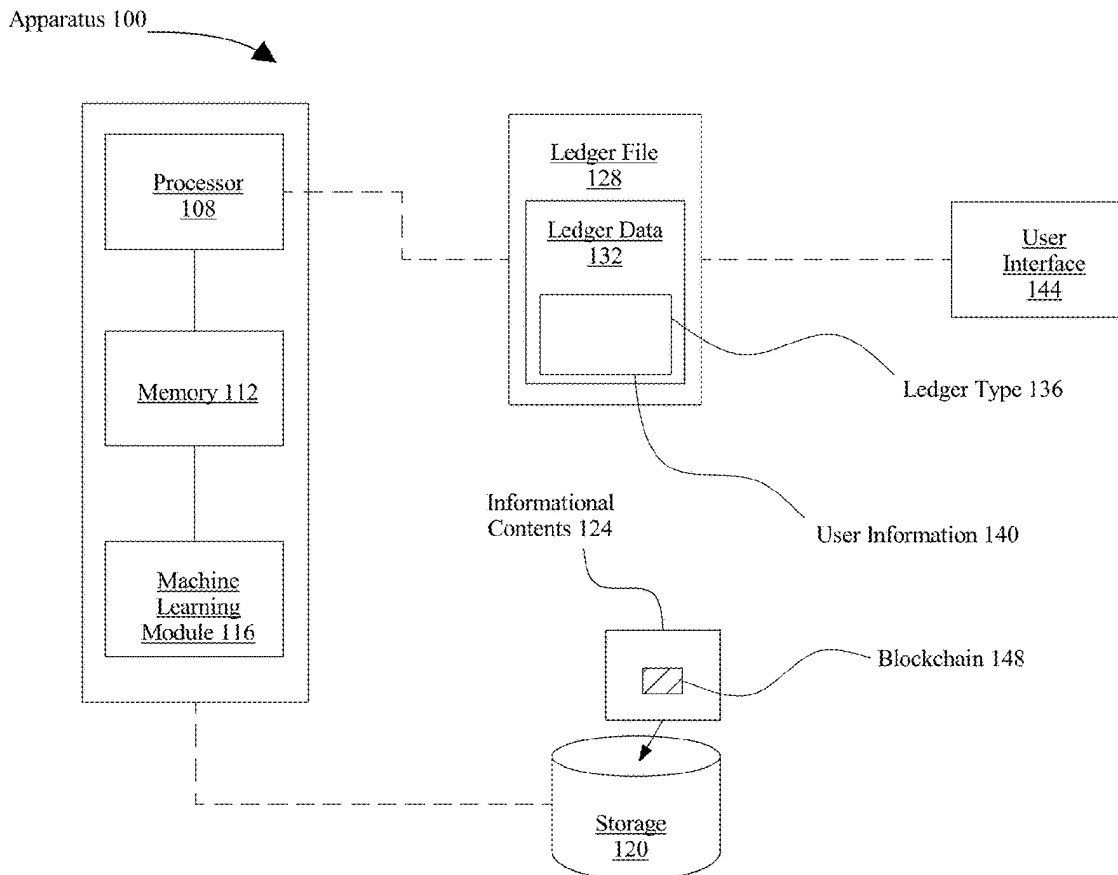 Apparatus 100
Processor
108
Memory 112
Machine
Learning
Module 116
Ledger File
128
Ledger Data
132
User
Interface
144
Ledger Type 136
User Information 140
Informational
Contents 124
Blockchain 148
Storage
120